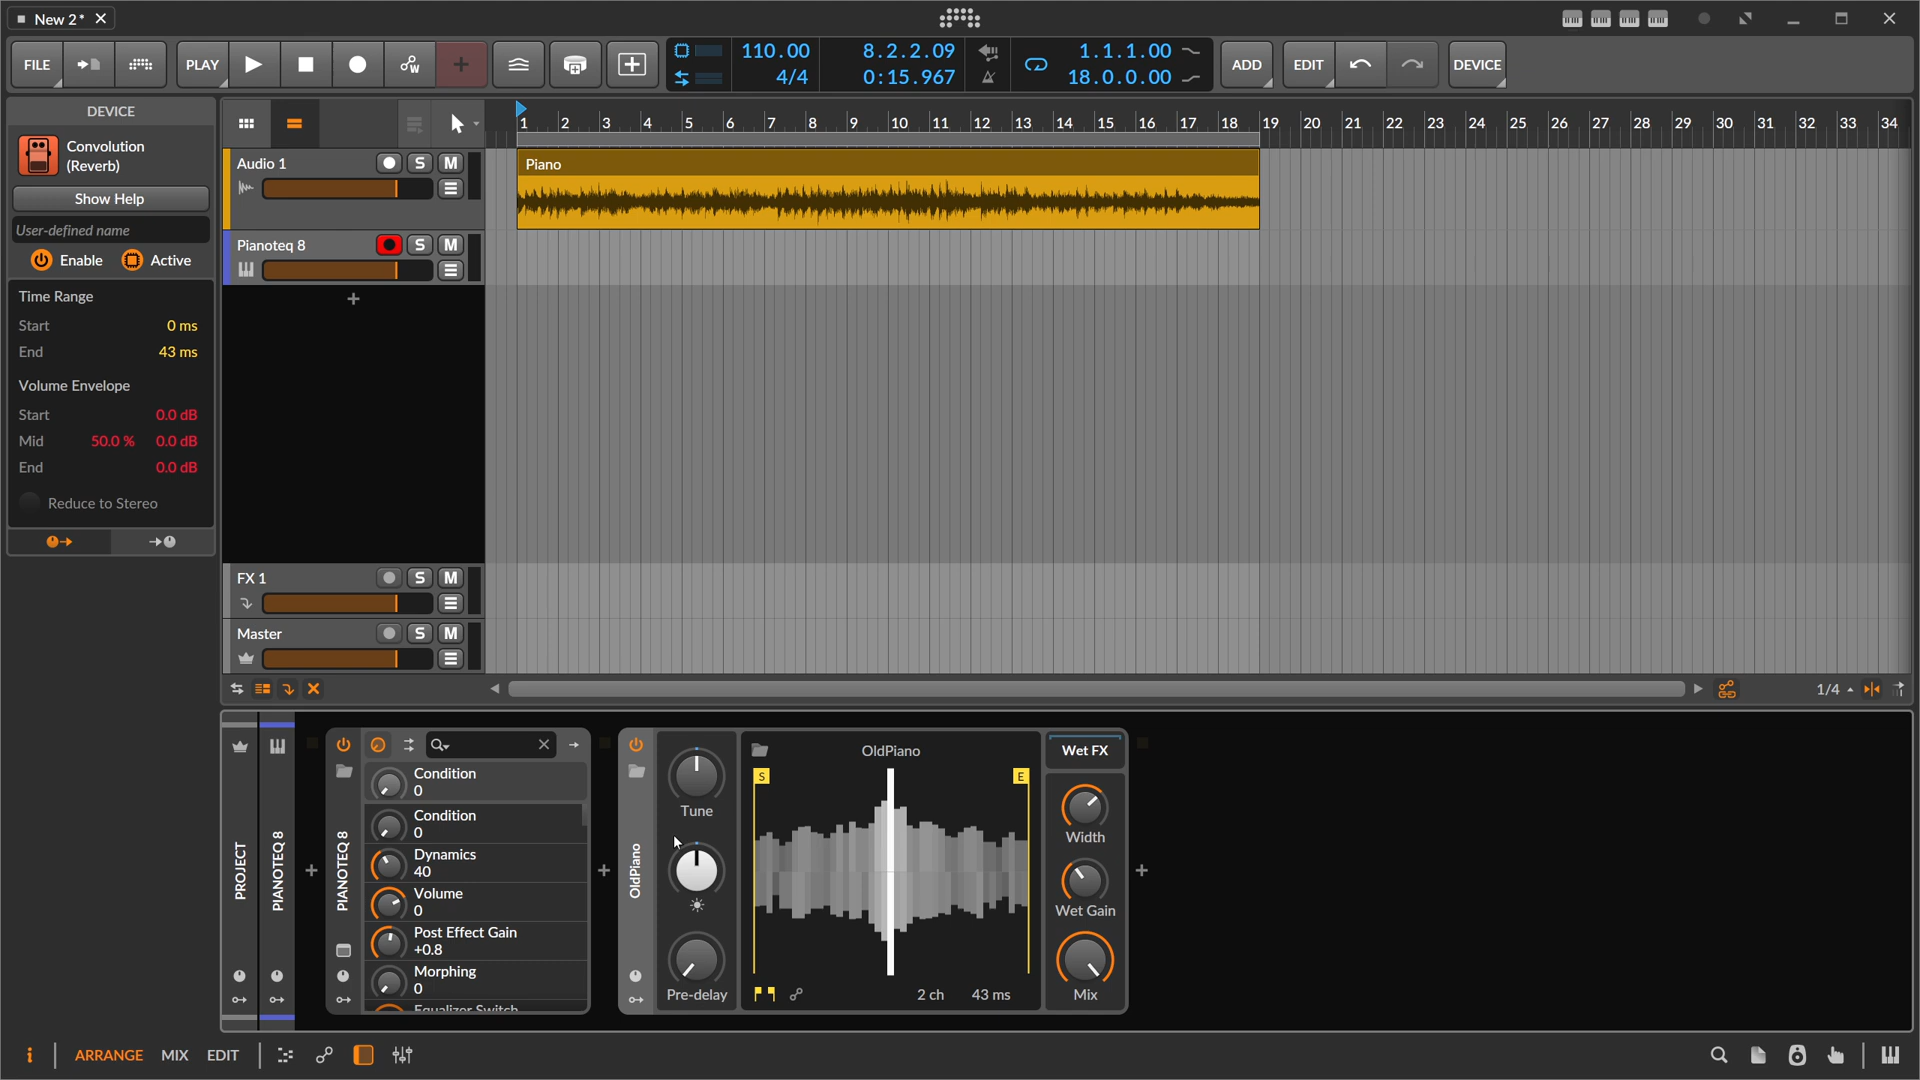 New 2*
FILE PLAY 110.00 4/4 8.2.2.09 0:15.967 1.1.1.00 18.0.0.00 ADD EDIT DEVICE
DEVICE
Convolution
(Reverb)
Show Help
User-defined name
Enable Active
Time Range
Start 0 ms
End 43 ms
Volume Envelope
Start 0.0 dB
Mid 50.0 % 0.0 dB
End 0.0 dB
Reduce to Stereo
1 2 3 4 5 6 7 8 9 10 11 12 13 14 15 16 17 18 19 20 21 22 23 24 25 26 27 28 29 30 31 32 33 34
Audio 1 S M
Piano
Pianoteq 8 S M
FX 1 S M
Master S M
1/4
PROJECT
PIANOTEQ 8
PIANOTEQ 8
Condition
0
Condition
0
Dynamics
40
Volume
0
Post Effect Gain
+0.8
Morphing
0
Equalizer Switch
OldPiano
Tune
Pre-delay
OldPiano
S E
2 ch 43 ms
Wet FX
Width
Wet Gain
Mix
i ARRANGE MIX EDIT